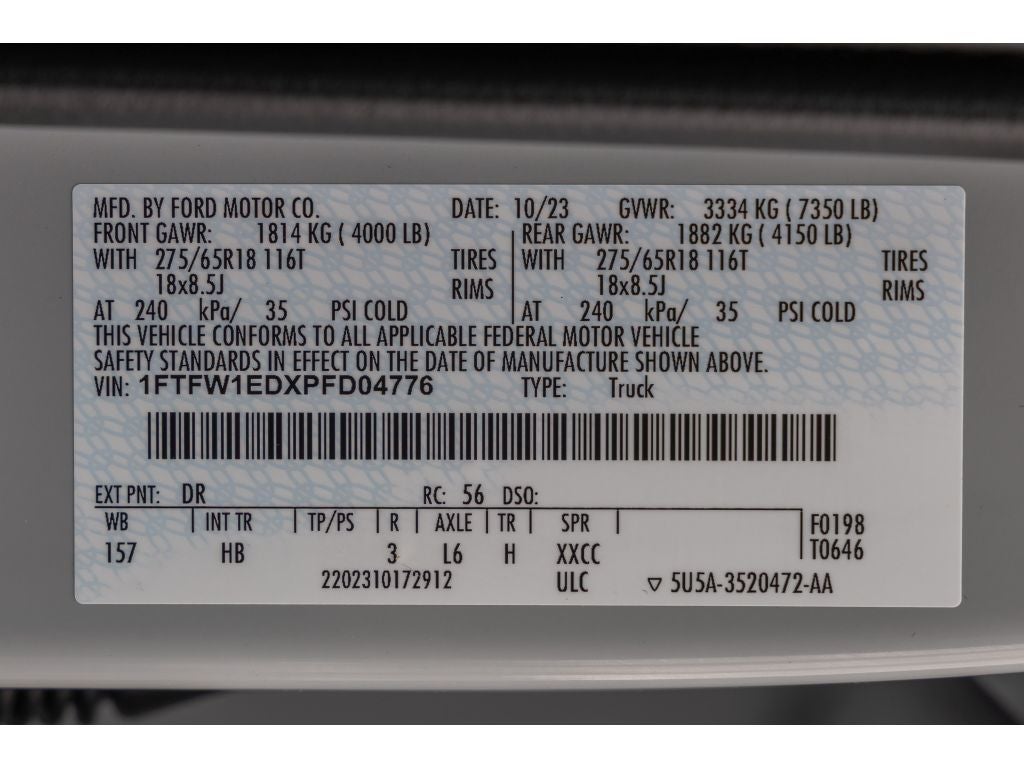 MFD. BY FORD MOTOR CO. DATE: 10/23 GVWR: 3334 KG ( 7350 LB)
FRONT GAWR: 1814 KG ( 4000 LB) REAR GAWR: 1882 KG ( 4150 LB)
WITH 275/65R18 116T TIRES WITH 275/65R18 116T TIRES
18x8.5J RIMS 18x8.5J RIMS
AT 240 kPa/ 35 PSI COLD AT 240 kPa/ 35 PSI COLD
THIS VEHICLE CONFORMS TO ALL APPLICABLE FEDERAL MOTOR VEHICLE
SAFETY STANDARDS IN EFFECT ON THE DATE OF MANUFACTURE SHOWN ABOVE.
VIN: 1FTFW1EDXPFD04776 TYPE: Truck
EXT PNT: DR RC: 56 DSO:
WB INT TR TP/PS R AXLE TR SPR F0198
157 HB 3 L6 H XXCC T0646
2202310172912 ULC ▽ 5U5A-3520472-AA